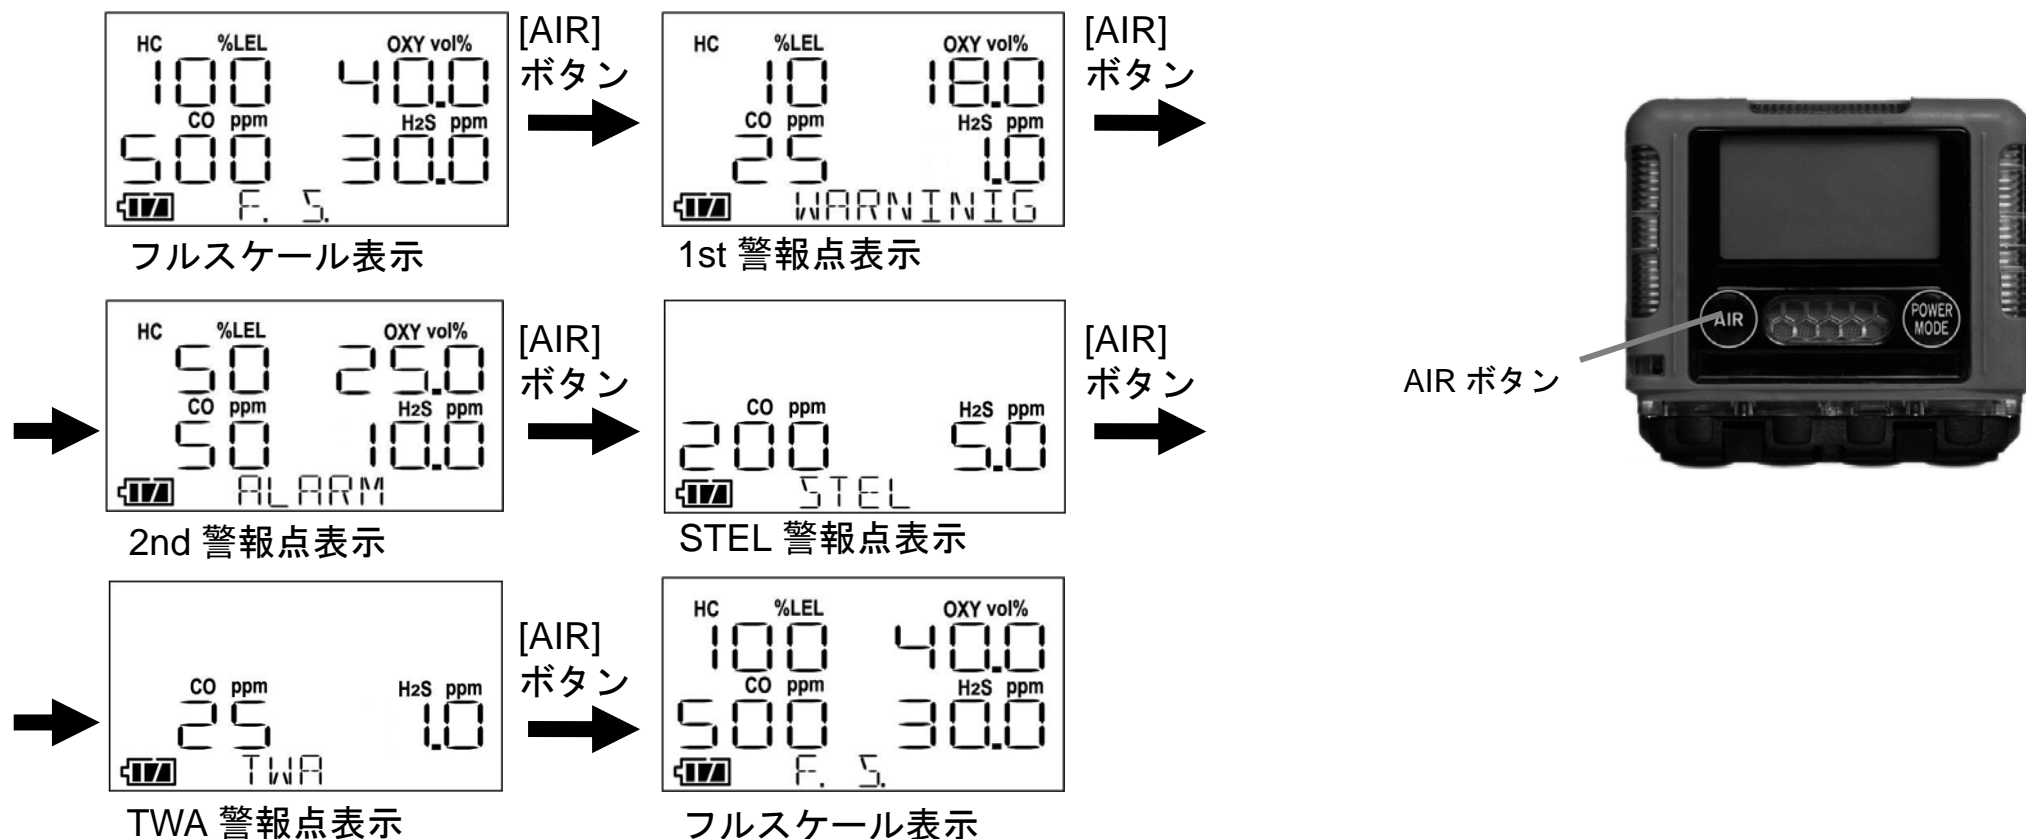 HC %LEL OXY vol%
100 40.0
CO ppm H2S ppm
500 30.0
F. S.
フルスケール表示
[AIR]
ボタン
HC %LEL OXY vol%
10 18.0
CO ppm H2S ppm
25 1.0
WARNINIG
1st 警報点表示
[AIR]
ボタン
HC %LEL OXY vol%
50 25.0
CO ppm H2S ppm
50 10.0
ALARM
2nd 警報点表示
[AIR]
ボタン
CO ppm H2S ppm
200 5.0
STEL
STEL 警報点表示
[AIR]
ボタン
CO ppm H2S ppm
25 1.0
TWA
TWA 警報点表示
[AIR]
ボタン
HC %LEL OXY vol%
100 40.0
CO ppm H2S ppm
500 30.0
F. S.
フルスケール表示
AIR
POWER
MODE
AIR ボタン